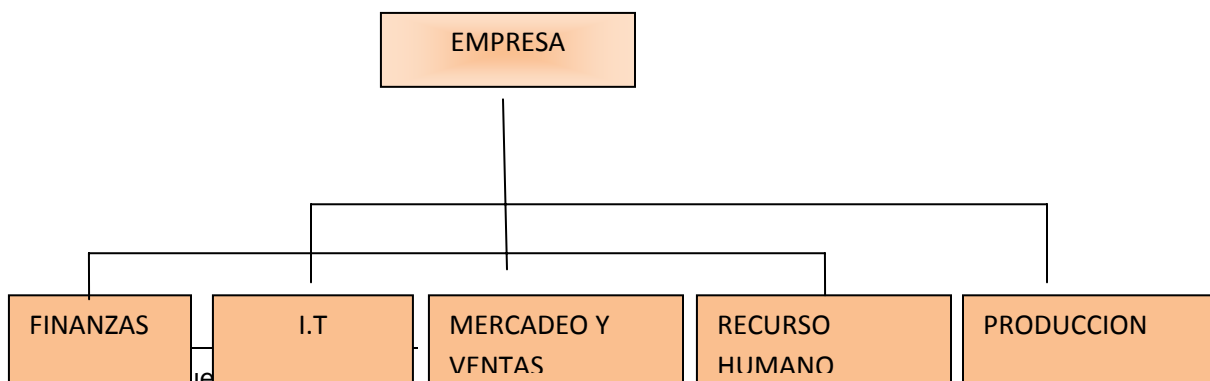 EMPRESA
FINANZAS
I.T
MERCADEO Y
VENTAS
RECURSO
HUMANO
PRODUCCION